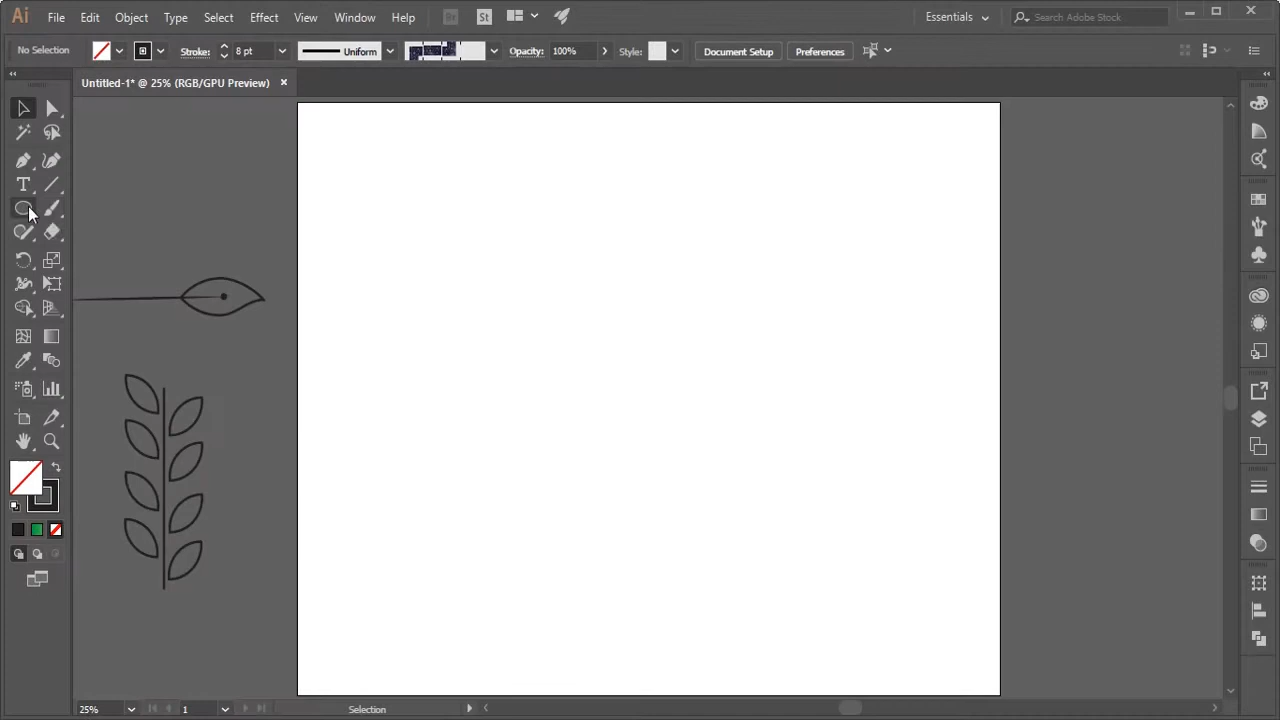 Ai File Edit Object Type Select Effect View Window Help Br St Essentials Search Adobe Stock
No Selection Stroke: 8 pt Uniform Opacity: 100% Style: Document Setup Preferences
Untitled-1* @ 25% (RGB/GPU Preview)
T
25% 1 Selection